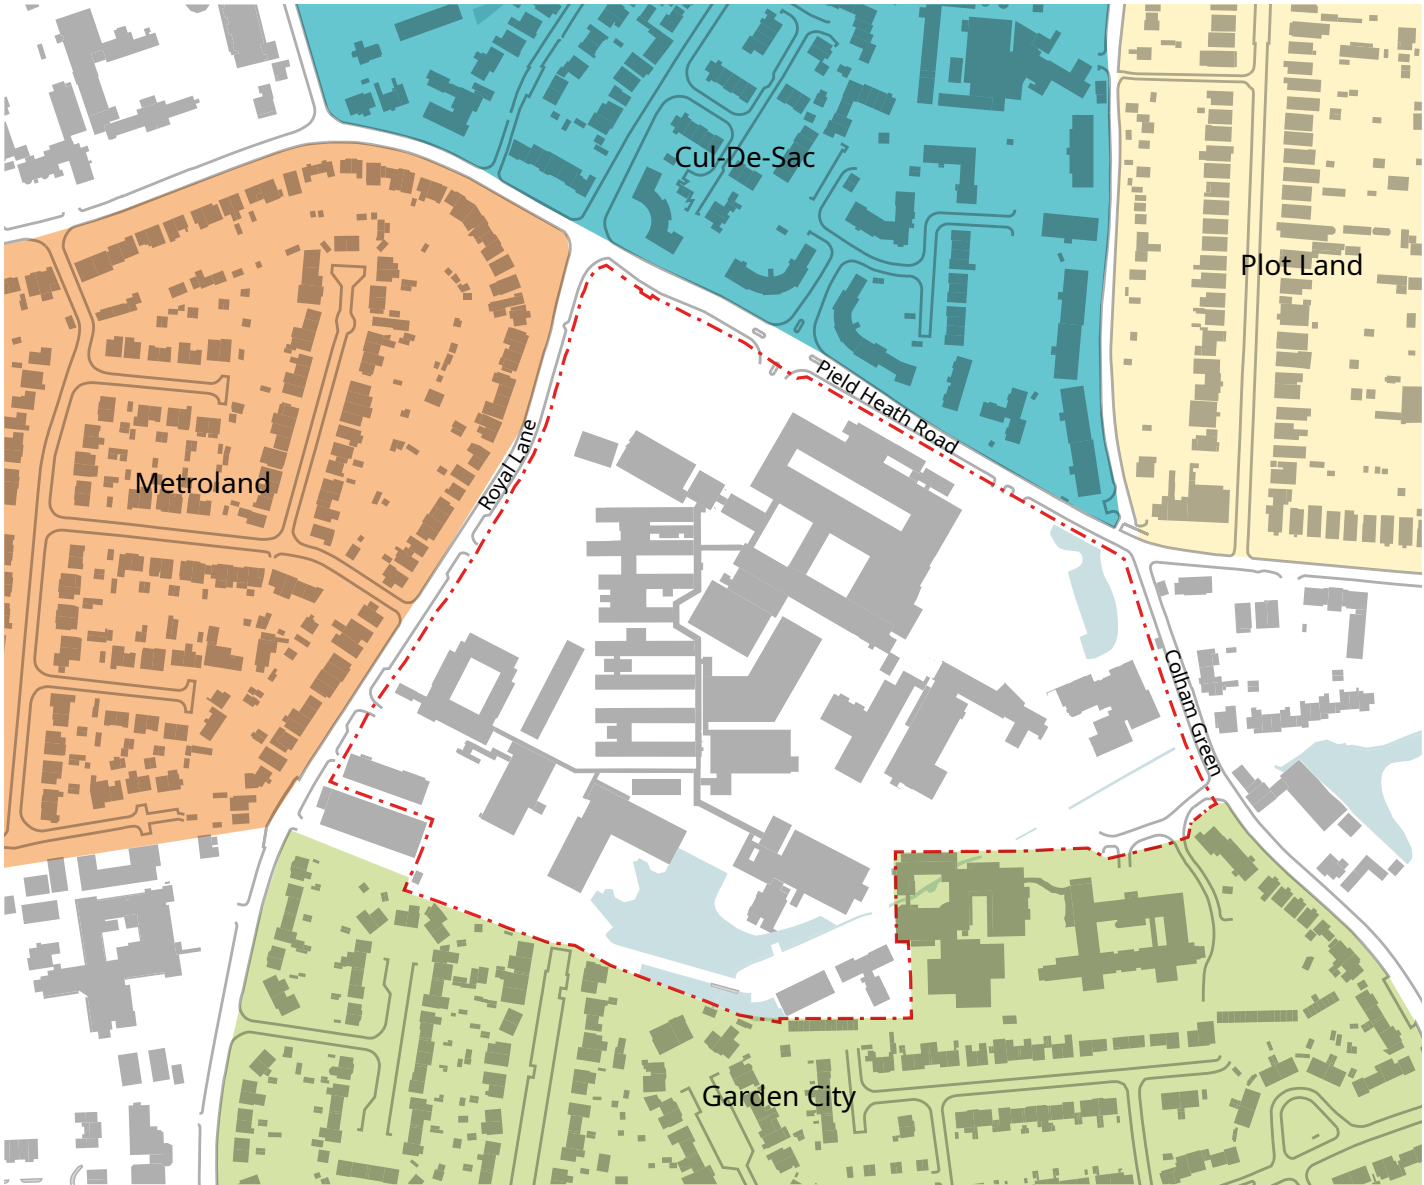 Cul-De-Sac
Plot Land
Pield Heath Road
Royal Lane
Metroland
Colham Green
Garden City